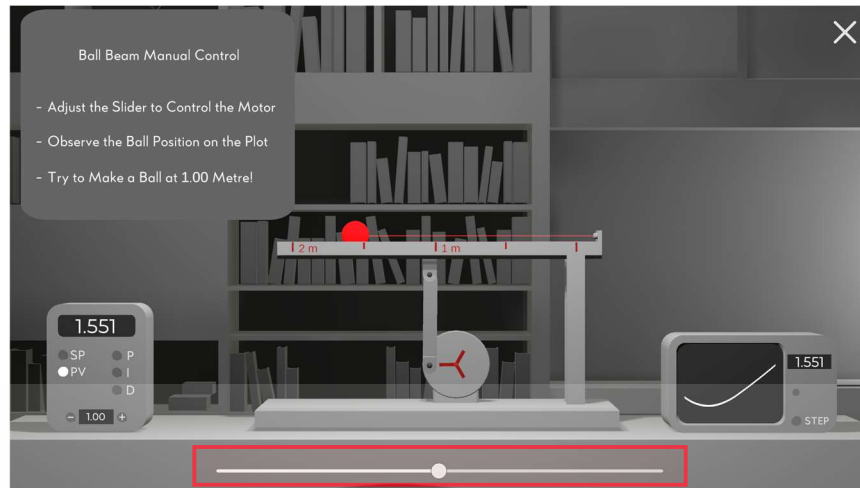 Ball Beam Manual Control
- Adjust the Slider to Control the Motor
- Observe the Ball Position on the Plot
- Try to Make a Ball at 1.00 Metre!
2 m
1 m
1.551
SP P
PV I
D
- 1.00 +
1.551
STEP